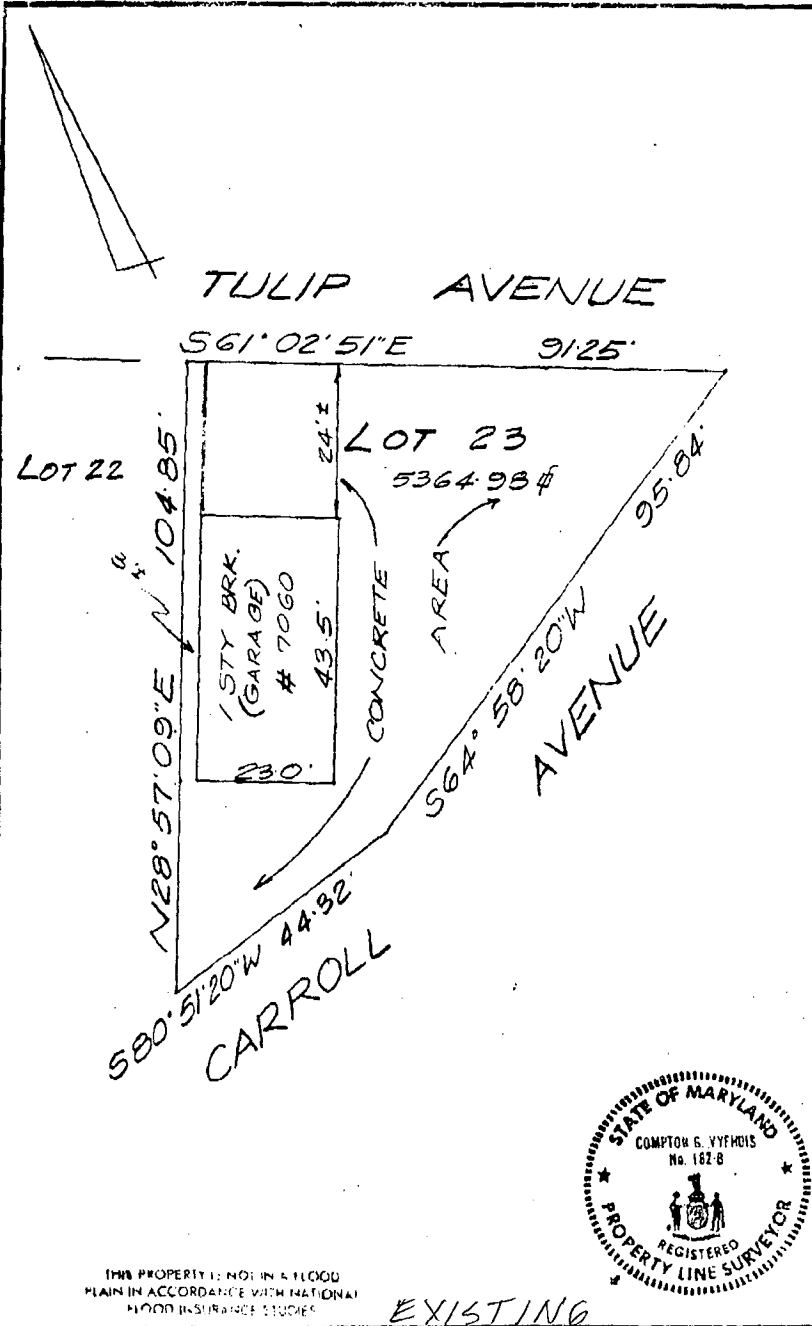 TULIP AVENUE
S61° 02' 51"E 91.25'
LOT 22
N28° 57' 09"E
104.85'
24'±
LOT 23
5364.98
AREA
95.84'
1 STY BRK.
(GARAGE)
# 7060
43.5'
23.0'
CONCRETE
S64° 58' 20"W
AVENUE
S80° 51' 20"W 44.32'
CARROLL
STATE OF MARYLAND
COMPTON G. VYFHUIS
No. 182-B
REGISTERED
PROPERTY LINE SURVEYOR
THIS PROPERTY IS NOT IN A FLOOD
PLAIN IN ACCORDANCE WITH NATIONAL
FLOOD INSURANCE STUDIES
EXISTING